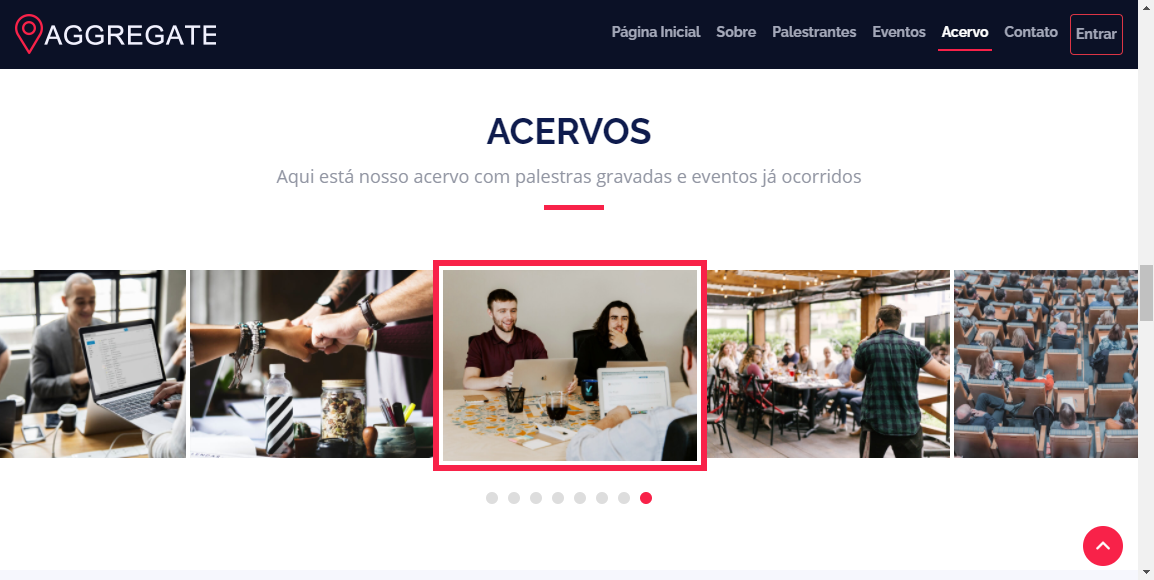 AGGREGATE
Página Inicial Sobre Palestrantes Eventos Acervo Contato Entrar
ACERVOS
Aqui está nosso acervo com palestras gravadas e eventos já ocorridos